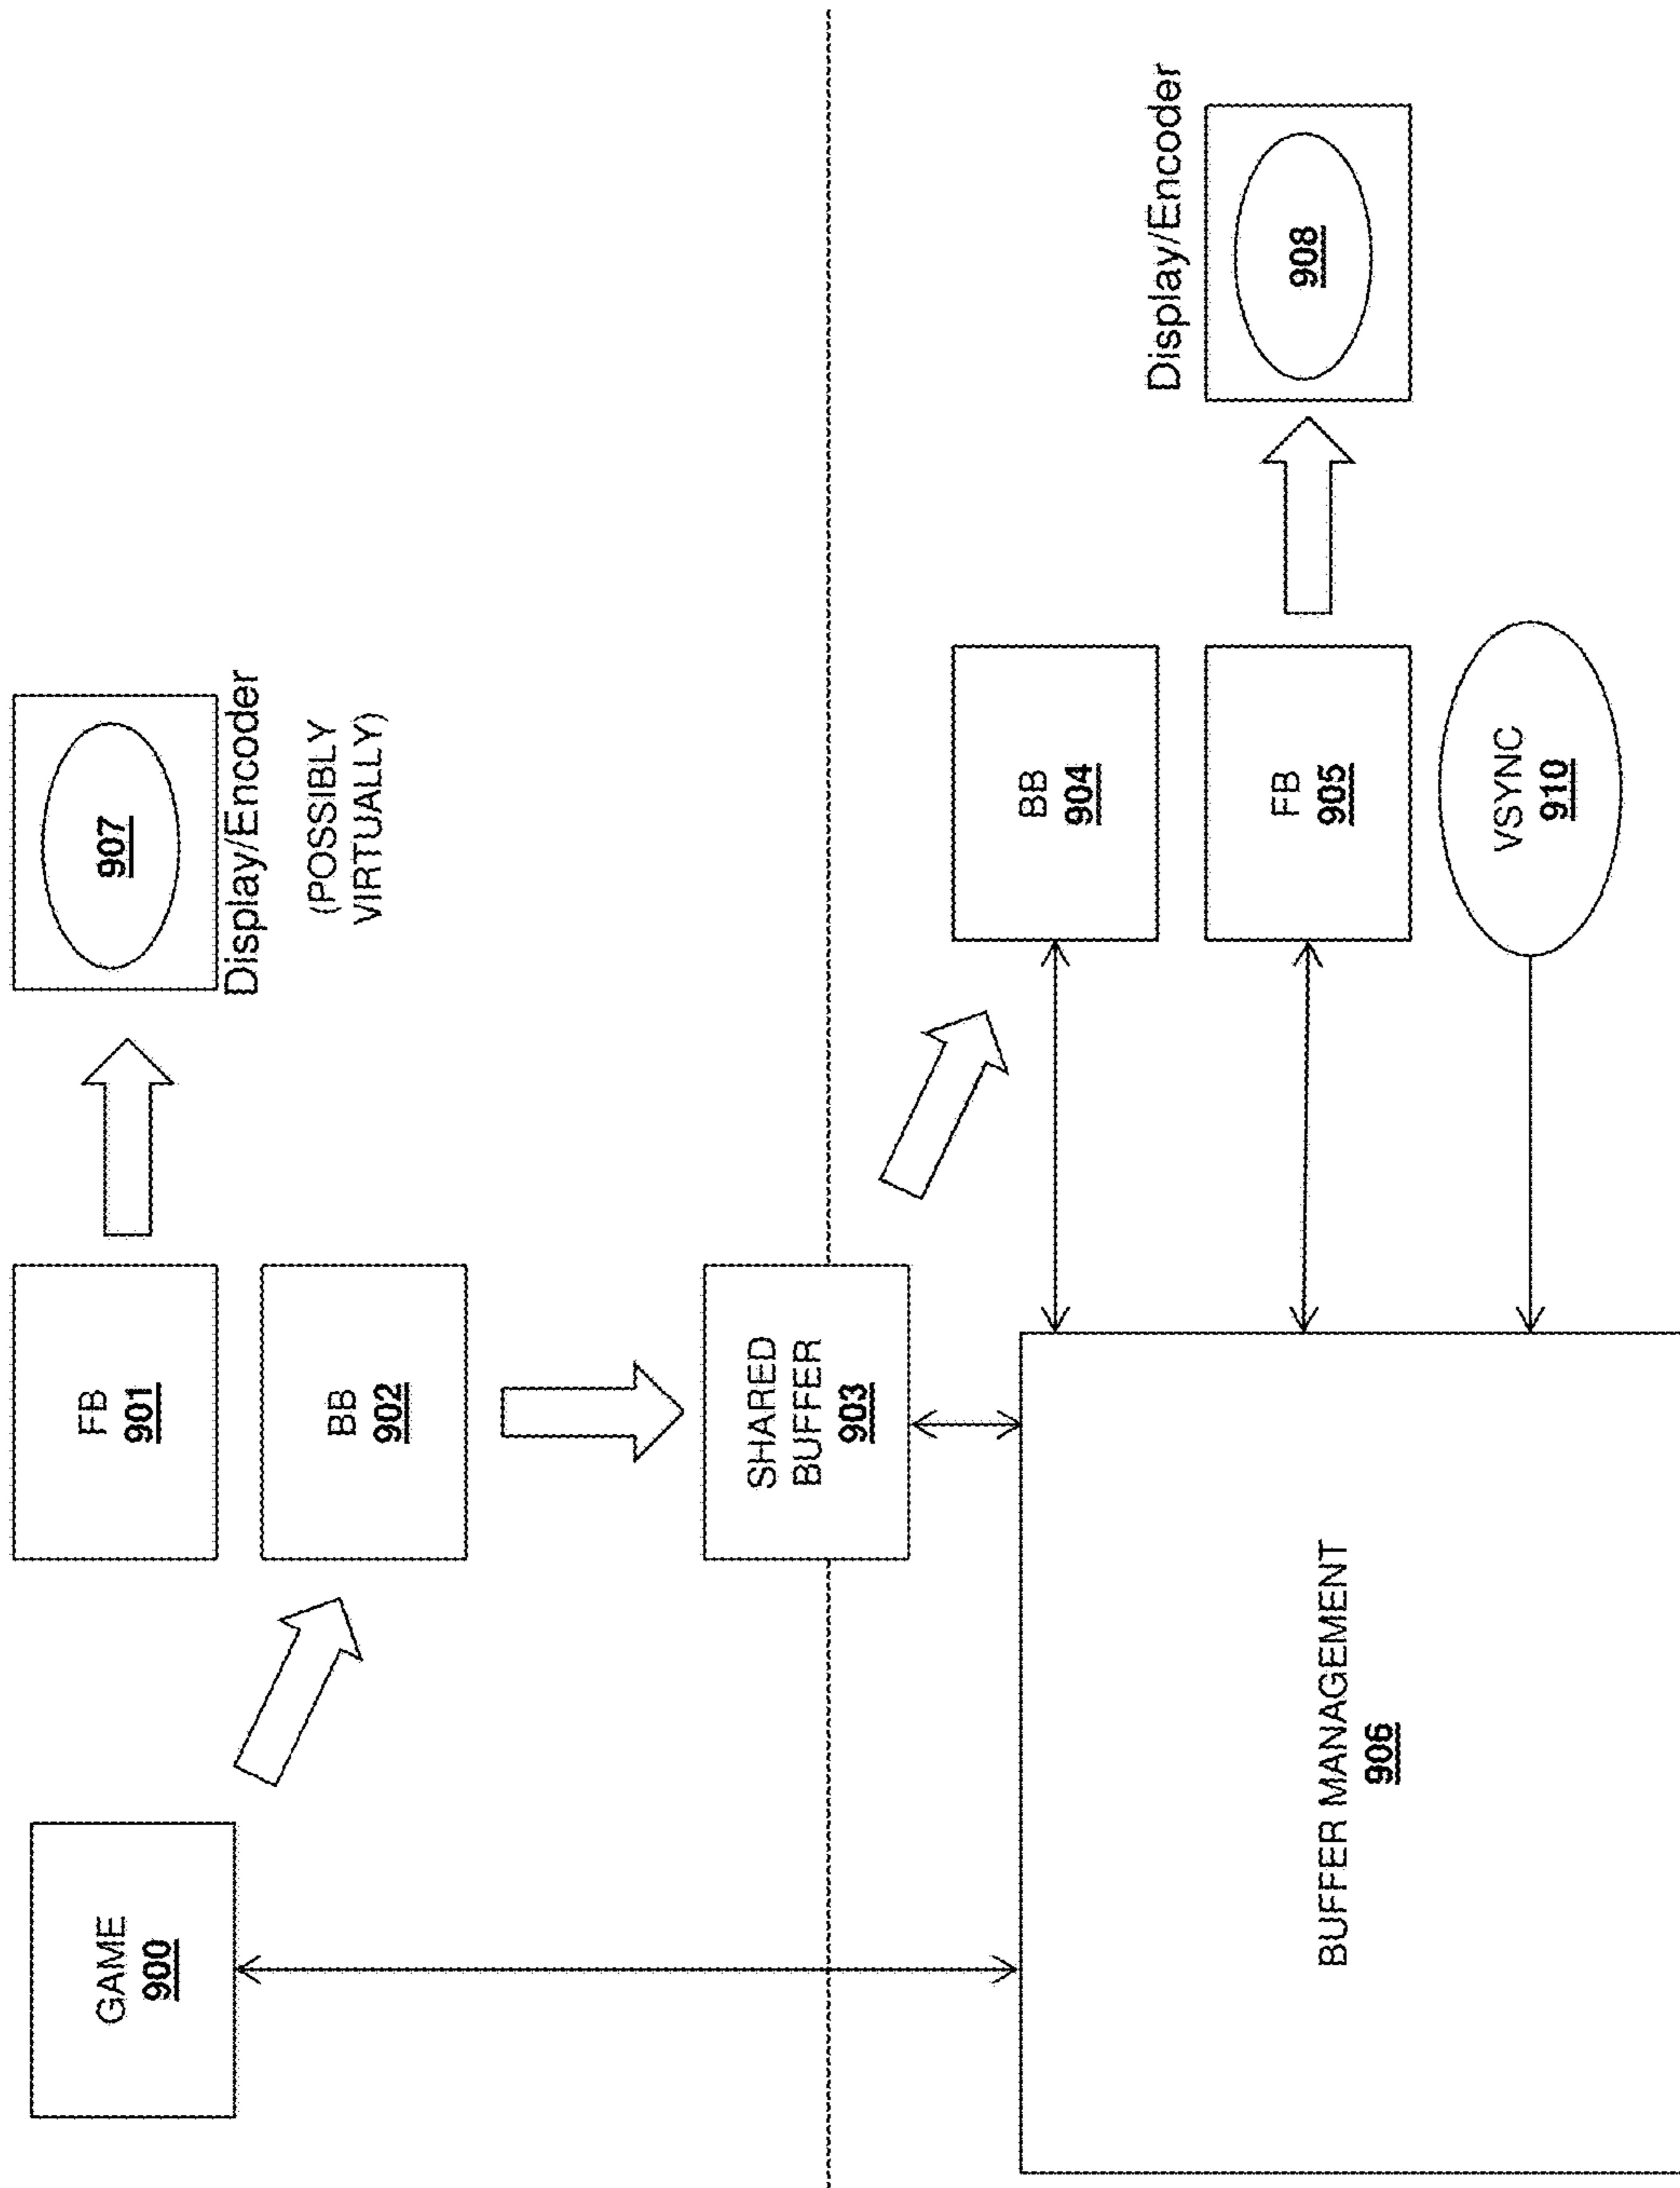 GAME
900
FB
901
BB
902
907
Display/Encoder
(POSSIBLY
VIRTUALLY)
SHARED
BUFFER
903
BUFFER MANAGEMENT
906
BB
904
FB
905
VSYNC
910
Display/Encoder
908